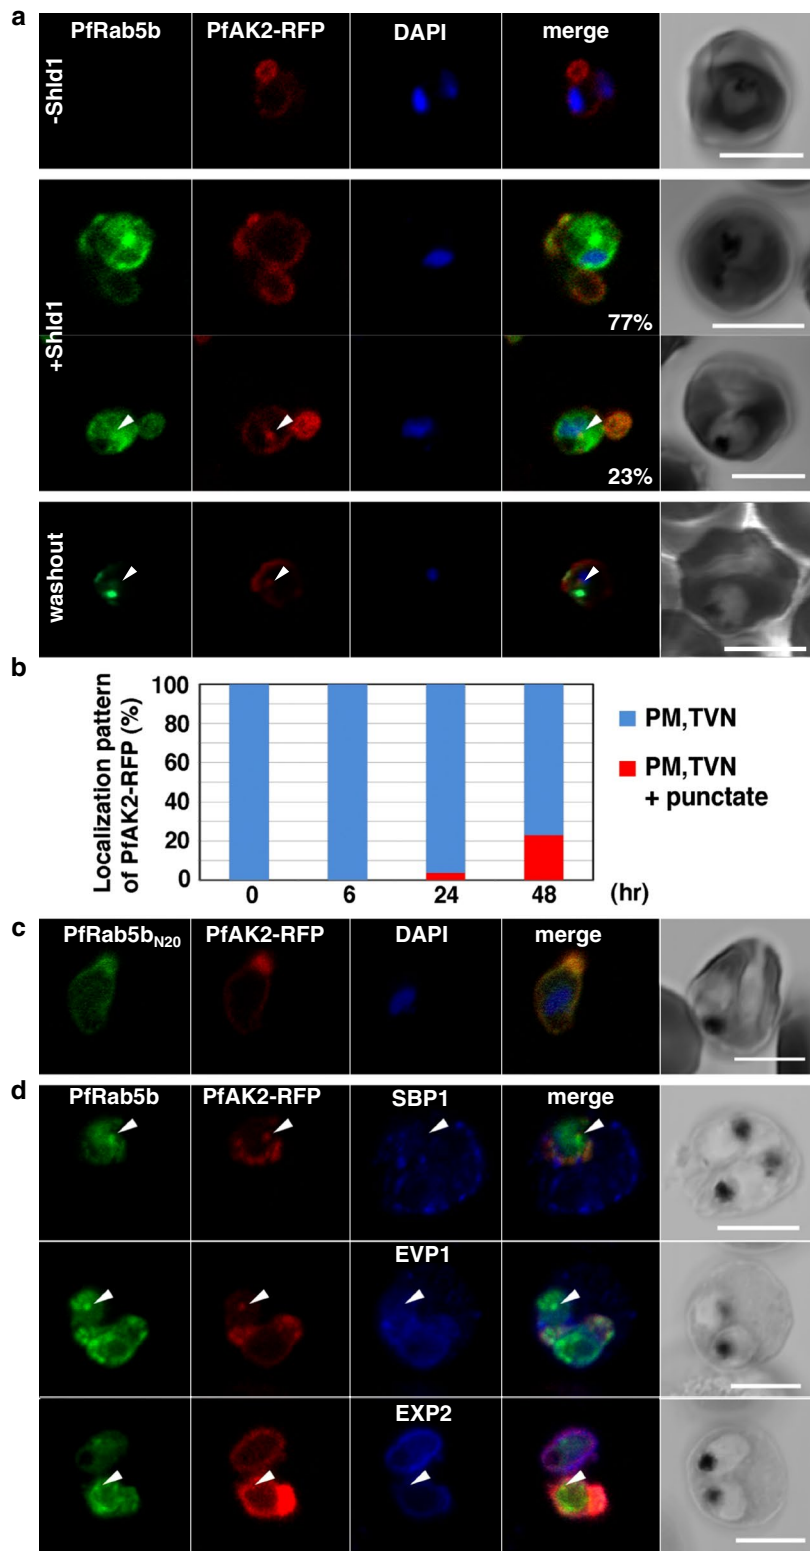 a
PfRab5b PfAK2-RFP DAPI merge
-Shld1
+Shld1
77%
23%
washout
b
Localization pattern
of PfAK2-RFP (%)
100
80
60
40
20
0
0 6 24 48 (hr)
PM,TVN
PM,TVN
+ punctate
c
PfRab5bN20 PfAK2-RFP DAPI merge
d
PfRab5b PfAK2-RFP SBP1 merge
EVP1
EXP2